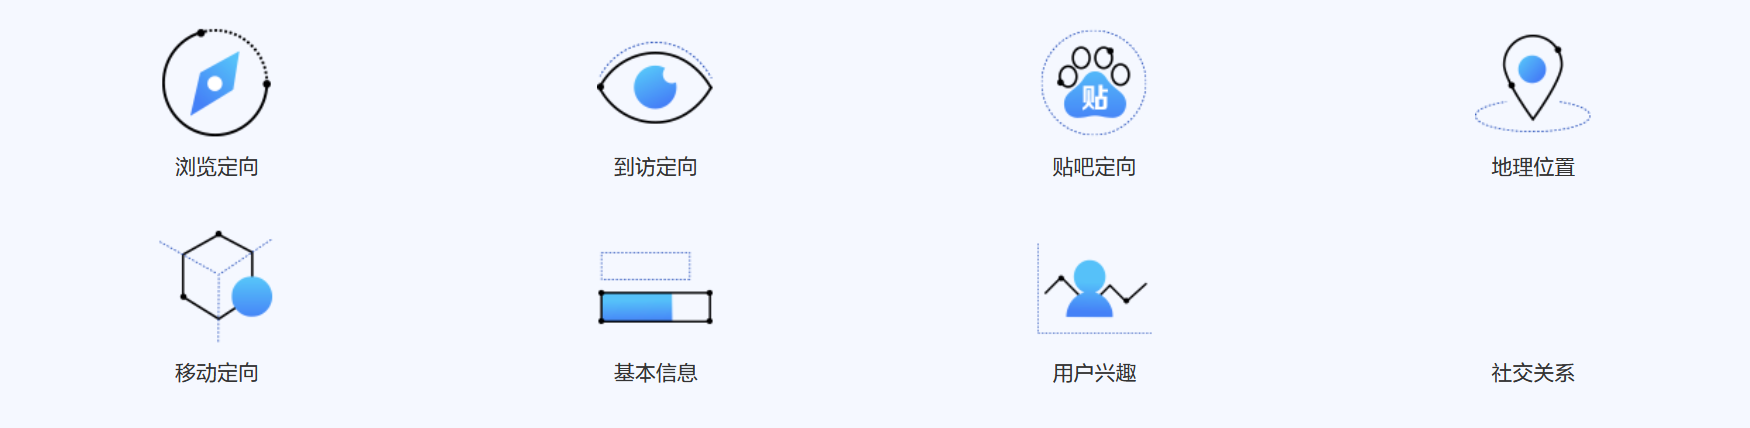 贴
浏览定向
到访定向
贴吧定向
地理位置
移动定向
基本信息
用户兴趣
社交关系